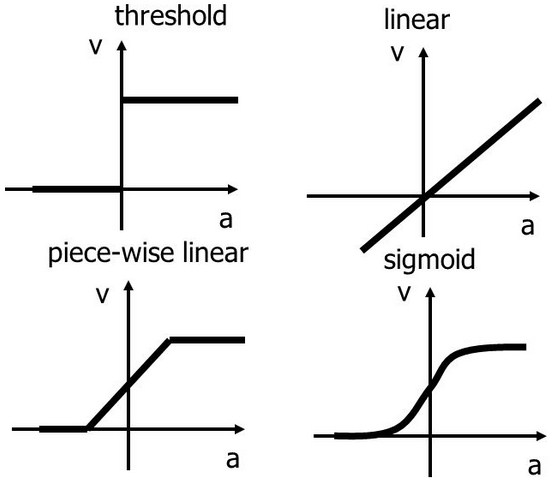 threshold
v
a
linear
v
a
piece-wise linear
v
a
sigmoid
v
a